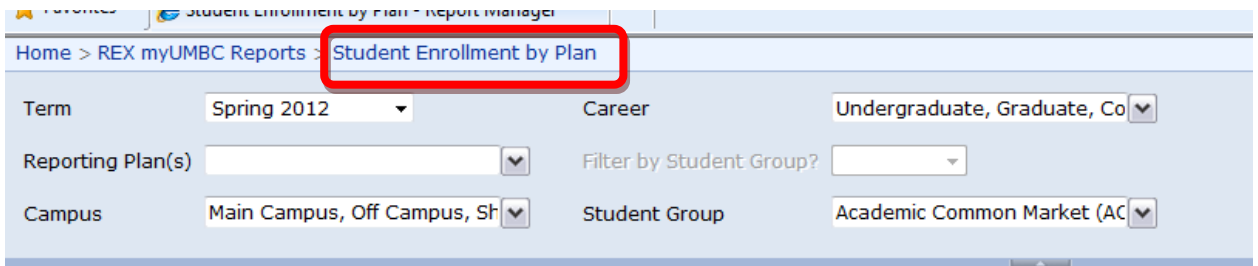 Favorites Student Enrollment by Plan - Report Manager
Home > REX myUMBC Reports > Student Enrollment by Plan
Term Spring 2012 Career Undergraduate, Graduate, Co
Reporting Plan(s) Filter by Student Group?
Campus Main Campus, Off Campus, Sh Student Group Academic Common Market (AC